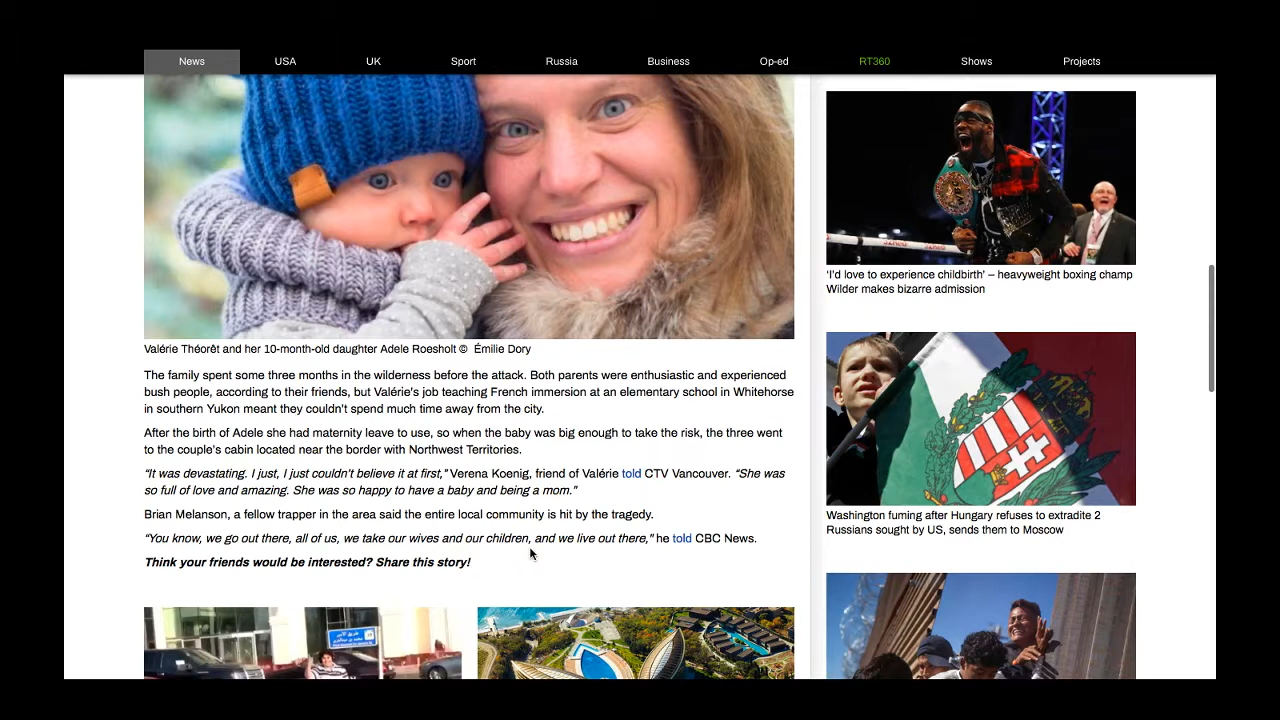 News USA UK Sport Russia Business Op-ed RT360 Shows Projects
Valérie Théorêt and her 10-month-old daughter Adele Roesholt © Émilie Dory
The family spent some three months in the wilderness before the attack. Both parents were enthusiastic and experienced
bush people, according to their friends, but Valérie's job teaching French immersion at an elementary school in Whitehorse
in southern Yukon meant they couldn't spend much time away from the city.
After the birth of Adele she had maternity leave to use, so when the baby was big enough to take the risk, the three went
to the couple's cabin located near the border with Northwest Territories.
“It was devastating. I just, I just couldn't believe it at first,” Verena Koenig, friend of Valérie told CTV Vancouver. “She was
so full of love and amazing. She was so happy to have a baby and being a mom.”
Brian Melanson, a fellow trapper in the area said the entire local community is hit by the tragedy.
“You know, we go out there, all of us, we take our wives and our children, and we live out there,” he told CBC News.
Think your friends would be interested? Share this story!
‘I’d love to experience childbirth’ – heavyweight boxing champ
Wilder makes bizarre admission
Washington fuming after Hungary refuses to extradite 2
Russians sought by US, sends them to Moscow